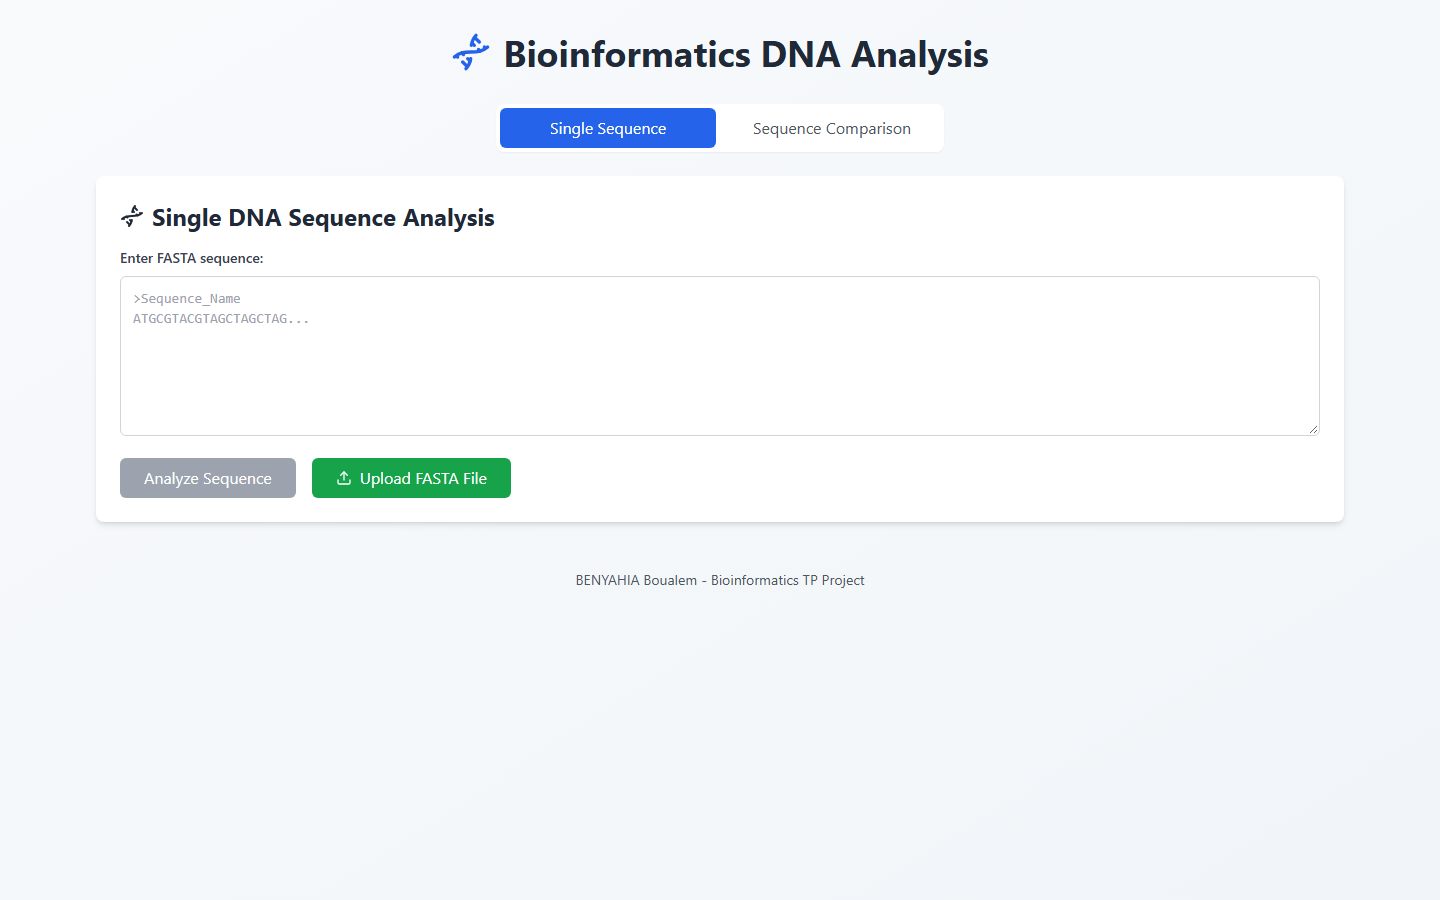 Bioinformatics DNA Analysis
Single Sequence
Sequence Comparison
Single DNA Sequence Analysis
Enter FASTA sequence:
>Sequence_Name
ATGCGTACGTAGCTAGCTAG...
Analyze Sequence
Upload FASTA File
BENYAHIA Boualem - Bioinformatics TP Project